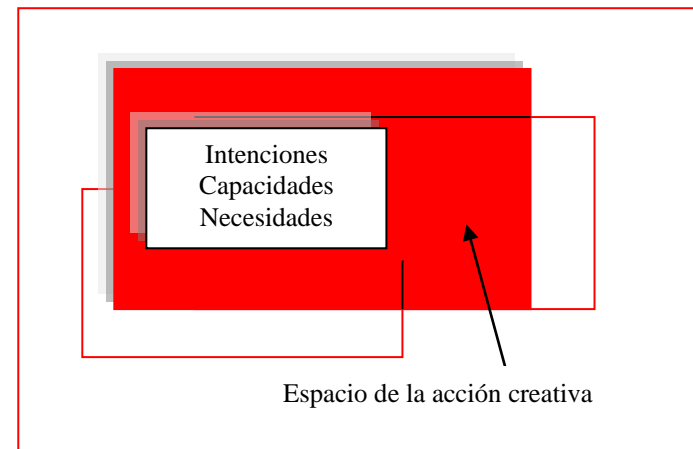 Intenciones
Capacidades
Necesidades
Espacio de la acción creativa